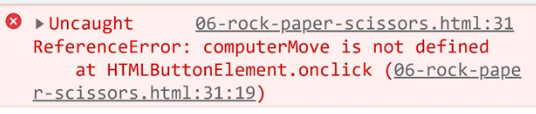 Uncaught 06-rock-paper-scissors.html:31
ReferenceError: computerMove is not defined
at HTMLButtonElement.onclick (06-rock-pape
r-scissors.html:31:19)